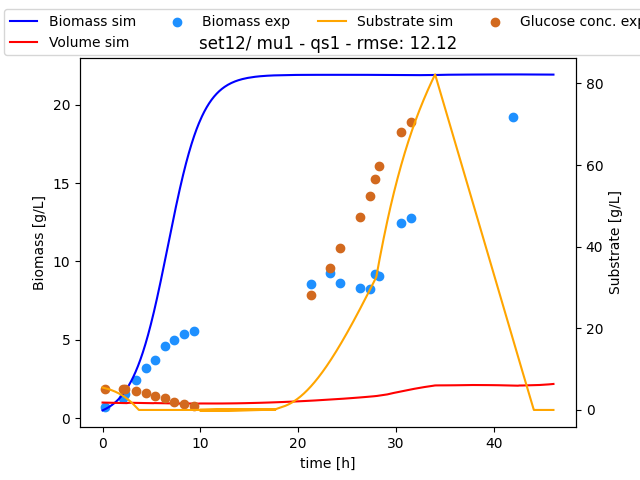 Biomass sim Biomass exp Substrate sim Glucose conc. exp
Volume sim
set12/ mu1 - qs1 - rmse: 12.12
Biomass [g/L]
20
15
10
5
0
80
60
40
20
0
Substrate [g/L]
0 10 20 30 40
time [h]